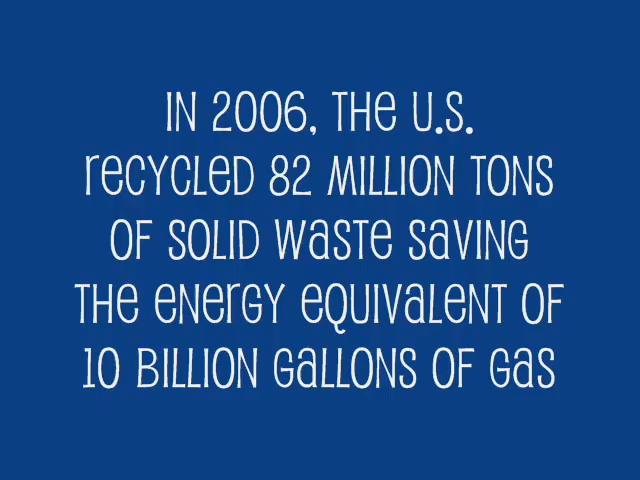 IN 2006, THE U.S.
RECYCLED 82 MILLION TONS
OF SOLID WASTE SAVING
THE ENERGY EQUIVALENT OF
10 BILLION GALLONS OF GAS